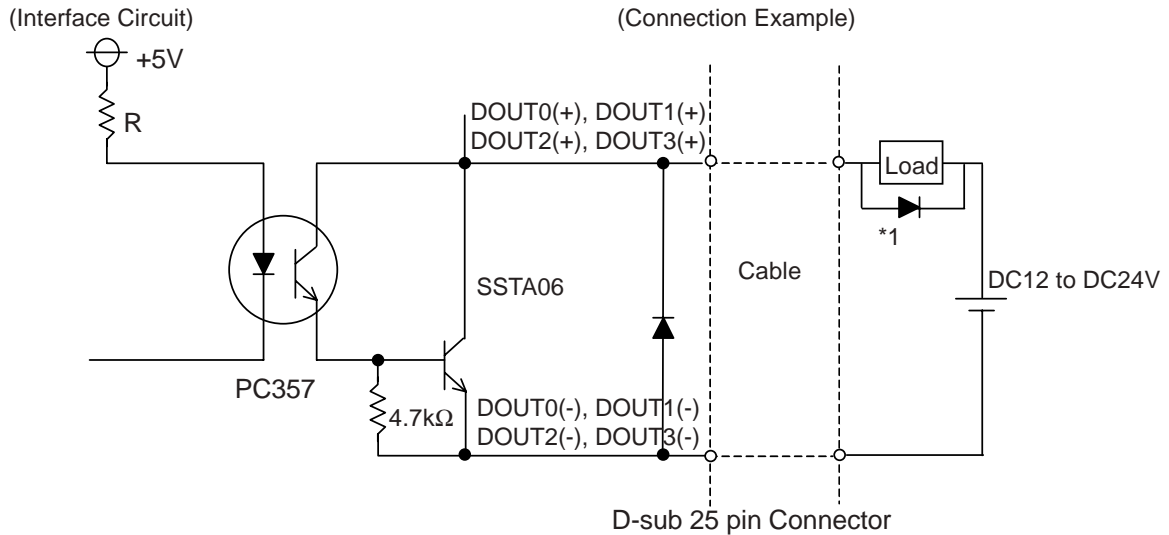 (Interface Circuit)
(Connection Example)
+5V
R
DOUT0(+), DOUT1(+)
DOUT2(+), DOUT3(+)
Load
*1
SSTA06
Cable
DC12 to DC24V
PC357
4.7kΩ
DOUT0(-), DOUT1(-)
DOUT2(-), DOUT3(-)
D-sub 25 pin Connector